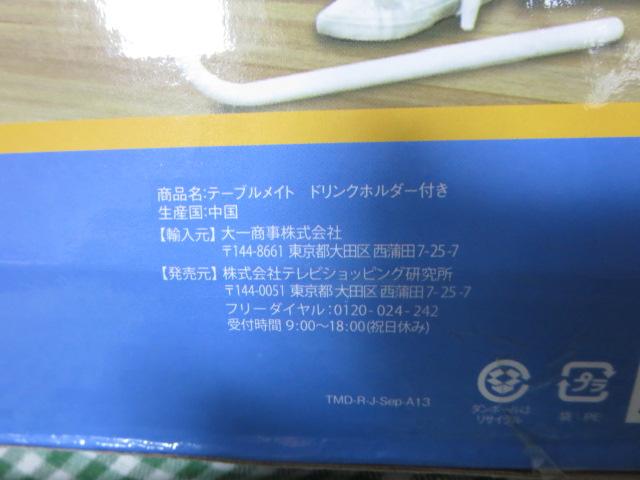 商品名:テーブルメイト ドリンクホルダー付き
生産国:中国
【輸入元】大一商事株式会社
〒144-8661 東京都大田区 西蒲田7-25-7
【発売元】株式会社テレビショッピング研究所
〒144-0051 東京都 大田区 西蒲田7-25-7
フリーダイヤル:0120-024-242
受付時間 9:00〜18:00(祝日休み)
TMD-R-J-Sep-A13
ダンボールは
リサイクル
プラ
袋:PE